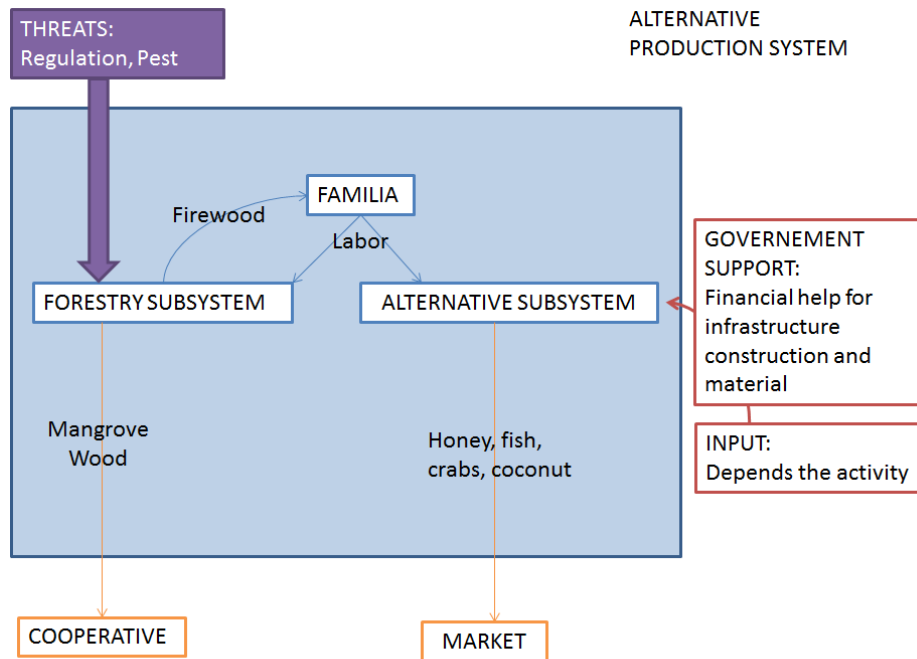 THREATS:
Regulation, Pest
ALTERNATIVE
PRODUCTION SYSTEM
FAMILIA
Firewood
Labor
FORESTRY SUBSYSTEM
ALTERNATIVE SUBSYSTEM
GOVERNEMENT
SUPPORT:
Financial help for
infrastructure
construction and
material
Mangrove
Wood
Honey, fish,
crabs, coconut
INPUT:
Depends the activity
COOPERATIVE
MARKET